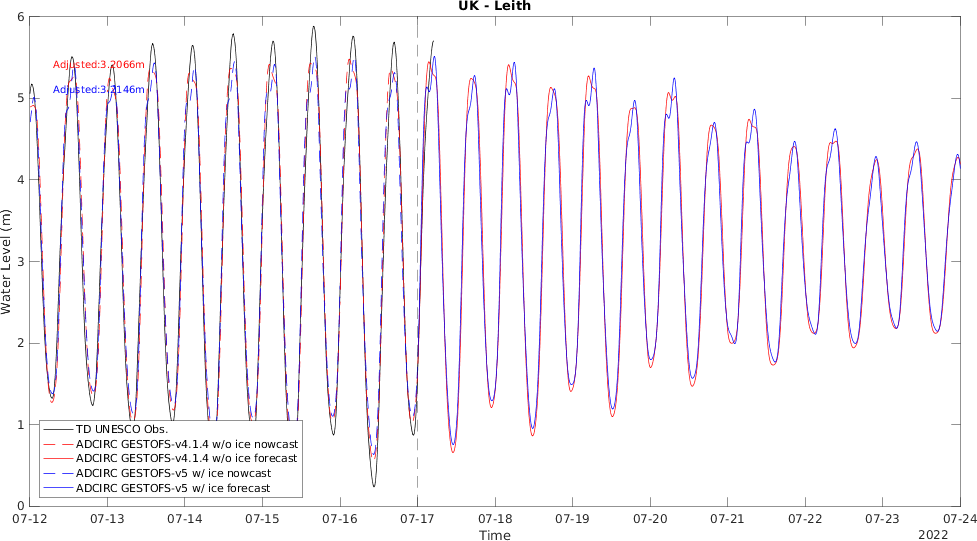 UK - Leith
6
5
4
3
2
1
0
Water Level (m)
Adjusted:3.2066m
Adjusted:3.2146m
TD UNESCO Obs.
ADCIRC GESTOFS-v4.1.4 w/o ice nowcast
ADCIRC GESTOFS-v4.1.4 w/o ice forecast
ADCIRC GESTOFS-v5 w/ ice nowcast
ADCIRC GESTOFS-v5 w/ ice forecast
07-12 07-13 07-14 07-15 07-16 07-17 07-18 07-19 07-20 07-21 07-22 07-23 07-24
Time
2022